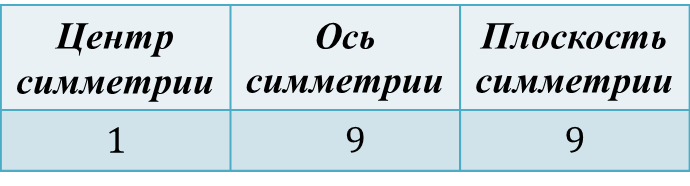 Центр симметрии
Ось симметрии
Плоскость симметрии
1
9
9